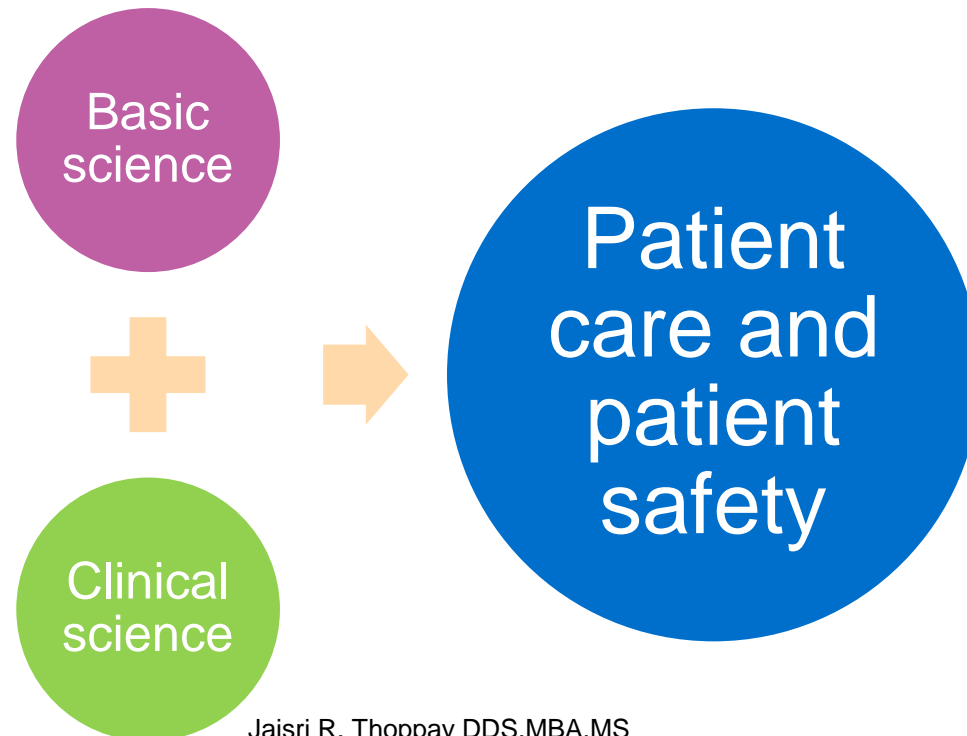 Basic
science
Clinical
science
Patient
care and
patient
safety
Jaisri R. Thoppay DDS,MBA,MS